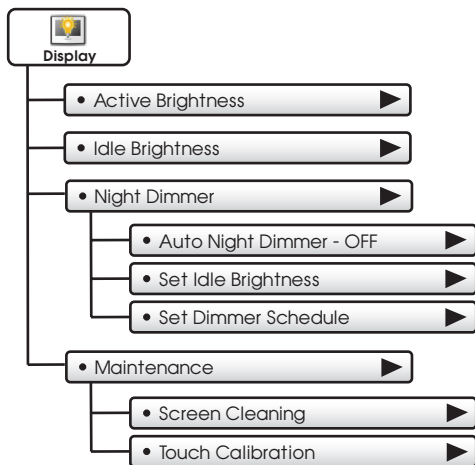 Display
• Active Brightness
• Idle Brightness
• Night Dimmer
• Auto Night Dimmer - OFF
• Set Idle Brightness
• Set Dimmer Schedule
• Maintenance
• Screen Cleaning
• Touch Calibration